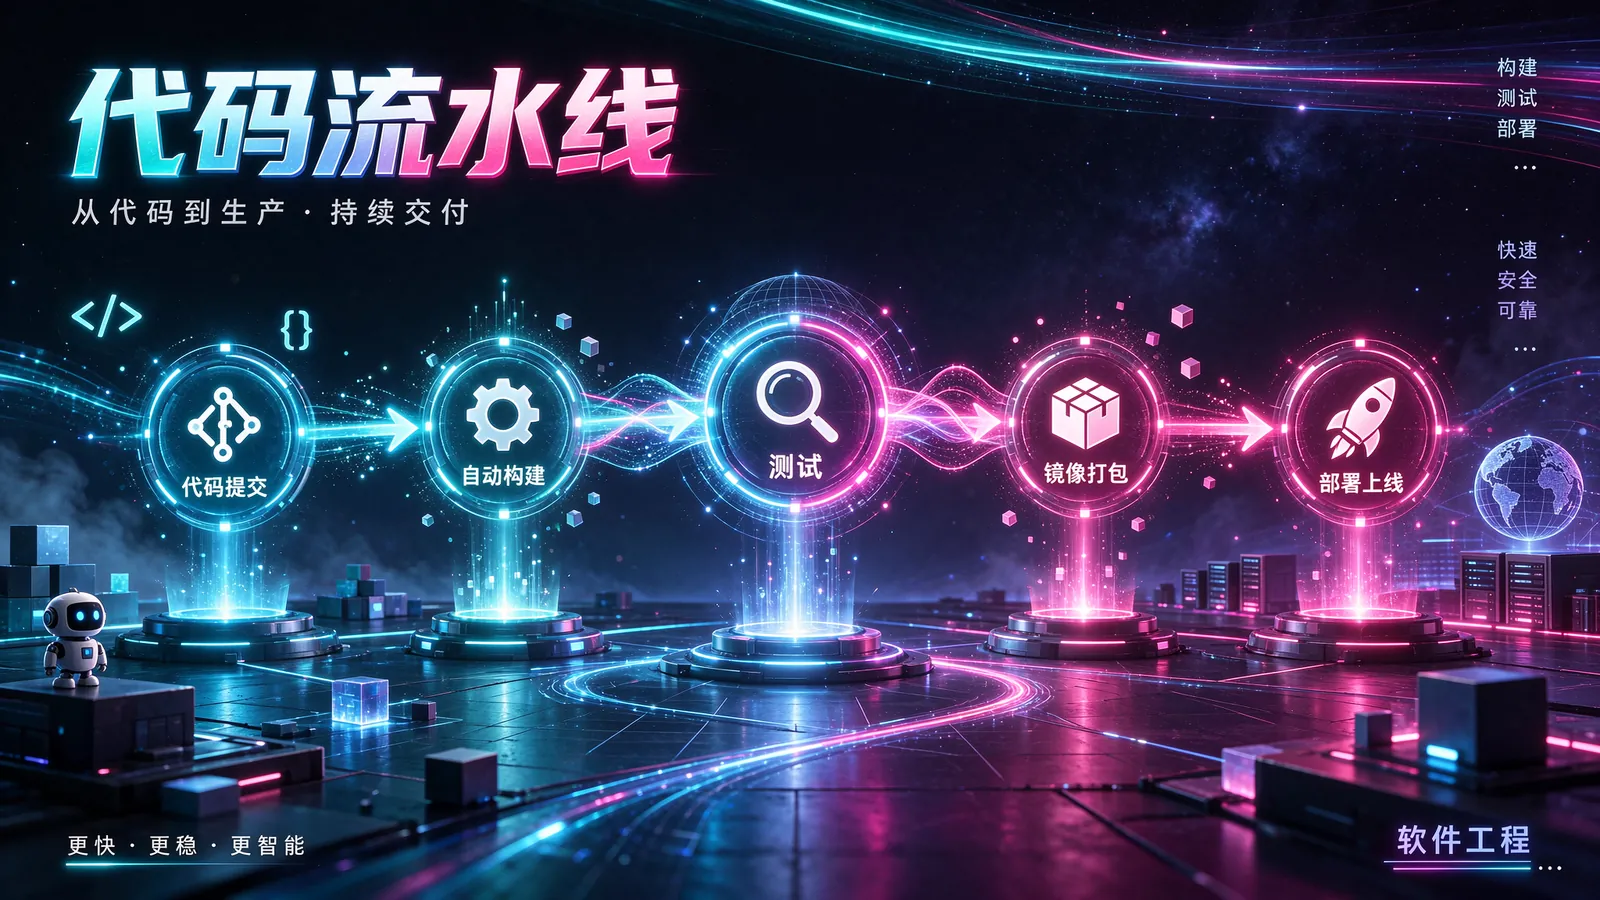 代码流水线
从代码到生产 · 持续交付
构建
测试
部署
...
快速
安全
可靠
...
</>
{}
代码提交
自动构建
测试
镜像打包
部署上线
更快 · 更稳 · 更智能
软件工程
...